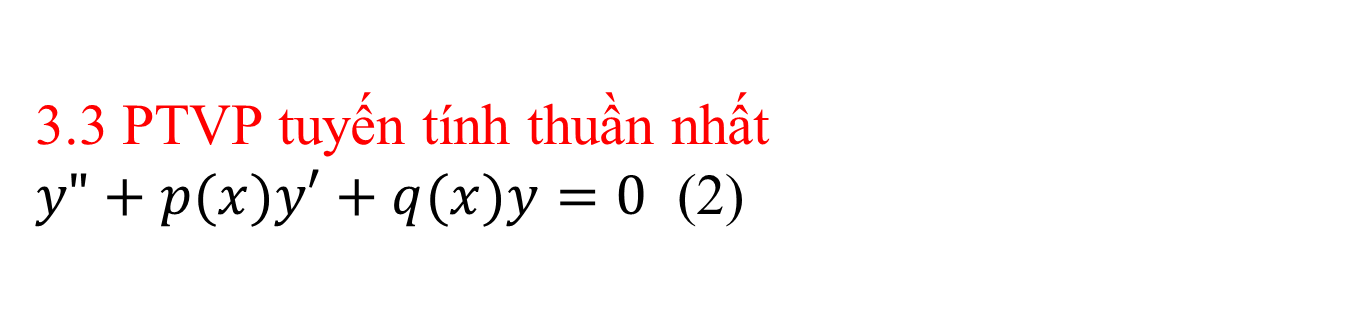 3.3 PTVP tuyến tính thuần nhất
y" + p(x)y′ + q(x)y = 0 (2)